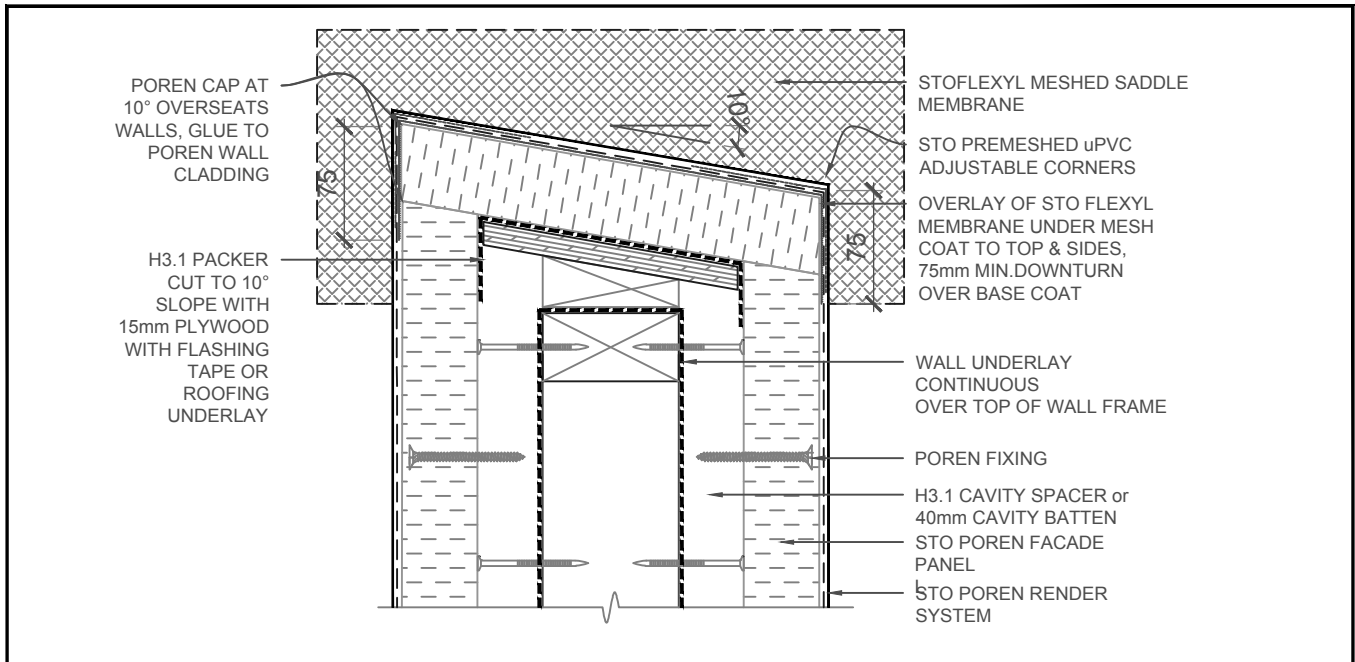 POREN CAP AT
10° OVERSEATS
WALLS, GLUE TO
POREN WALL
CLADDING
75
H3.1 PACKER
CUT TO 10°
SLOPE WITH
15mm PLYWOOD
WITH FLASHING
TAPE OR
ROOFING
UNDERLAY
10°
STOFLEXYL MESHED SADDLE
MEMBRANE
STO PREMESHED uPVC
ADJUSTABLE CORNERS
OVERLAY OF STO FLEXYL
MEMBRANE UNDER MESH
COAT TO TOP & SIDES,
75mm MIN.DOWNTURN
OVER BASE COAT
75
WALL UNDERLAY
CONTINUOUS
OVER TOP OF WALL FRAME
POREN FIXING
H3.1 CAVITY SPACER or
40mm CAVITY BATTEN
STO POREN FACADE
PANEL
L
STO POREN RENDER
SYSTEM